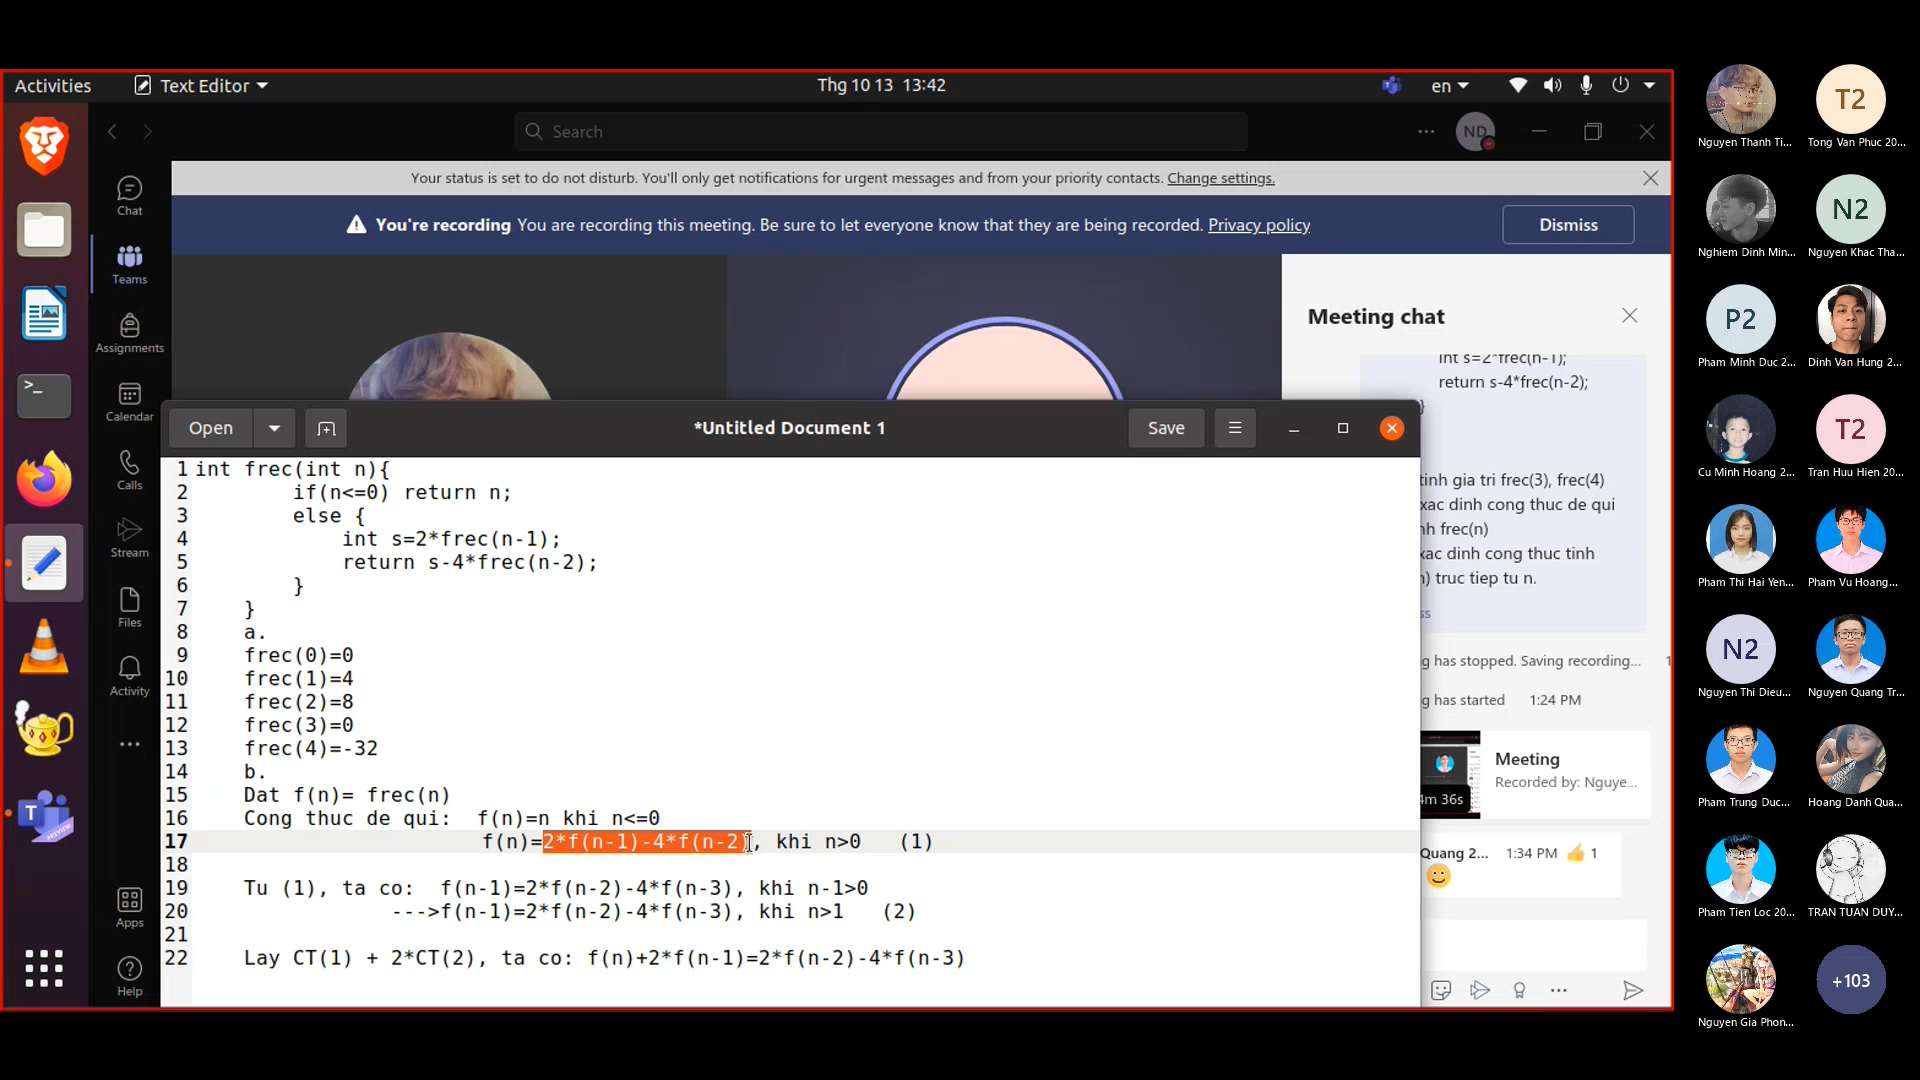 Activities
Text Editor
Thg 10 13 13:42
en
Search
ND
Your status is set to do not disturb. You'll only get notifications for urgent messages and from your priority contacts. Change settings.
You're recording You are recording this meeting. Be sure to let everyone know that they are being recorded. Privacy policy
Dismiss
Chat
Teams
Assignments
Calendar
Calls
Stream
Files
Activity
Apps
Help
Meeting chat
int s=2*frec(n-1);
return s-4*frec(n-2);
}
tinh gia tri frec(3), frec(4)
xac dinh cong thuc de qui
nh frec(n)
xac dinh cong thuc tinh
n) truc tiep tu n.
ss
g has stopped. Saving recording...
g has started 1:24 PM
Meeting
Recorded by: Nguye...
4m 36s
Quang 2... 1:34 PM 1
Open
*Untitled Document 1
Save
1 int frec(int n){
2 if(n<=0) return n;
3 else {
4 int s=2*frec(n-1);
5 return s-4*frec(n-2);
6 }
7 }
8 a.
9 frec(0)=0
10 frec(1)=4
11 frec(2)=8
12 frec(3)=0
13 frec(4)=-32
14 b.
15 Dat f(n)= frec(n)
16 Cong thuc de qui: f(n)=n khi n<=0
17 f(n)=2*f(n-1)-4*f(n-2), khi n>0 (1)
18
19 Tu (1), ta co: f(n-1)=2*f(n-2)-4*f(n-3), khi n-1>0
20 --->f(n-1)=2*f(n-2)-4*f(n-3), khi n>1 (2)
21
22 Lay CT(1) + 2*CT(2), ta co: f(n)+2*f(n-1)=2*f(n-2)-4*f(n-3)
T2
Nguyen Thanh Ti...
Tong Van Phuc 20...
N2
Nghiem Dinh Min...
Nguyen Khac Tha...
P2
Pham Minh Duc 2...
Dinh Van Hung 2...
T2
Cu Minh Hoang 2...
Tran Huu Hien 20...
Pham Thi Hai Yen...
Pham Vu Hoang...
N2
Nguyen Thi Dieu...
Nguyen Quang Tr...
Pham Trung Duc...
Hoang Danh Qua...
Pham Tien Loc 20...
TRAN TUAN DUY...
+103
Nguyen Gia Phon...